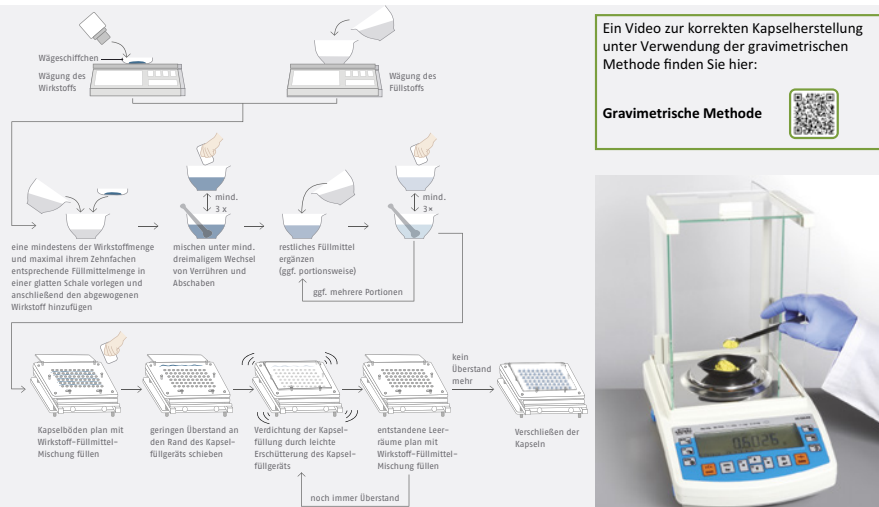 Wägeschiffchen
Wägung des
Wirkstoffs
Wägung des
Füllstoffs
mind.
3 x
mind.
3×
eine mindestens der Wirkstoffmenge
und maximal ihrem Zehnfachen
entsprechende Füllmittelmenge in
einer glatten Schale vorlegen und
anschließend den abgewogenen
Wirkstoff hinzufügen
mischen unter mind.
dreimaligem Wechsel
von Verrühren und
Abschaben
restliches Füllmittel
ergänzen
(ggf. portionsweise)
ggf. mehrere Portionen
Kapselböden plan mit
Wirkstoff-Füllmittel-
Mischung füllen
geringen Überstand an
den Rand des Kapsel-
füllgeräts schieben
Verdichtung der Kapsel-
füllung durch leichte
Erschütterung des Kapsel-
füllgeräts
entstandene Leer-
räume plan mit
Wirkstoff-Füllmittel-
Mischung füllen
kein
Überstand
mehr
Verschließen der
Kapseln
noch immer Überstand
Ein Video zur korrekten Kapselherstellung
unter Verwendung der gravimetrischen
Methode finden Sie hier:
Gravimetrische Methode
0.6026